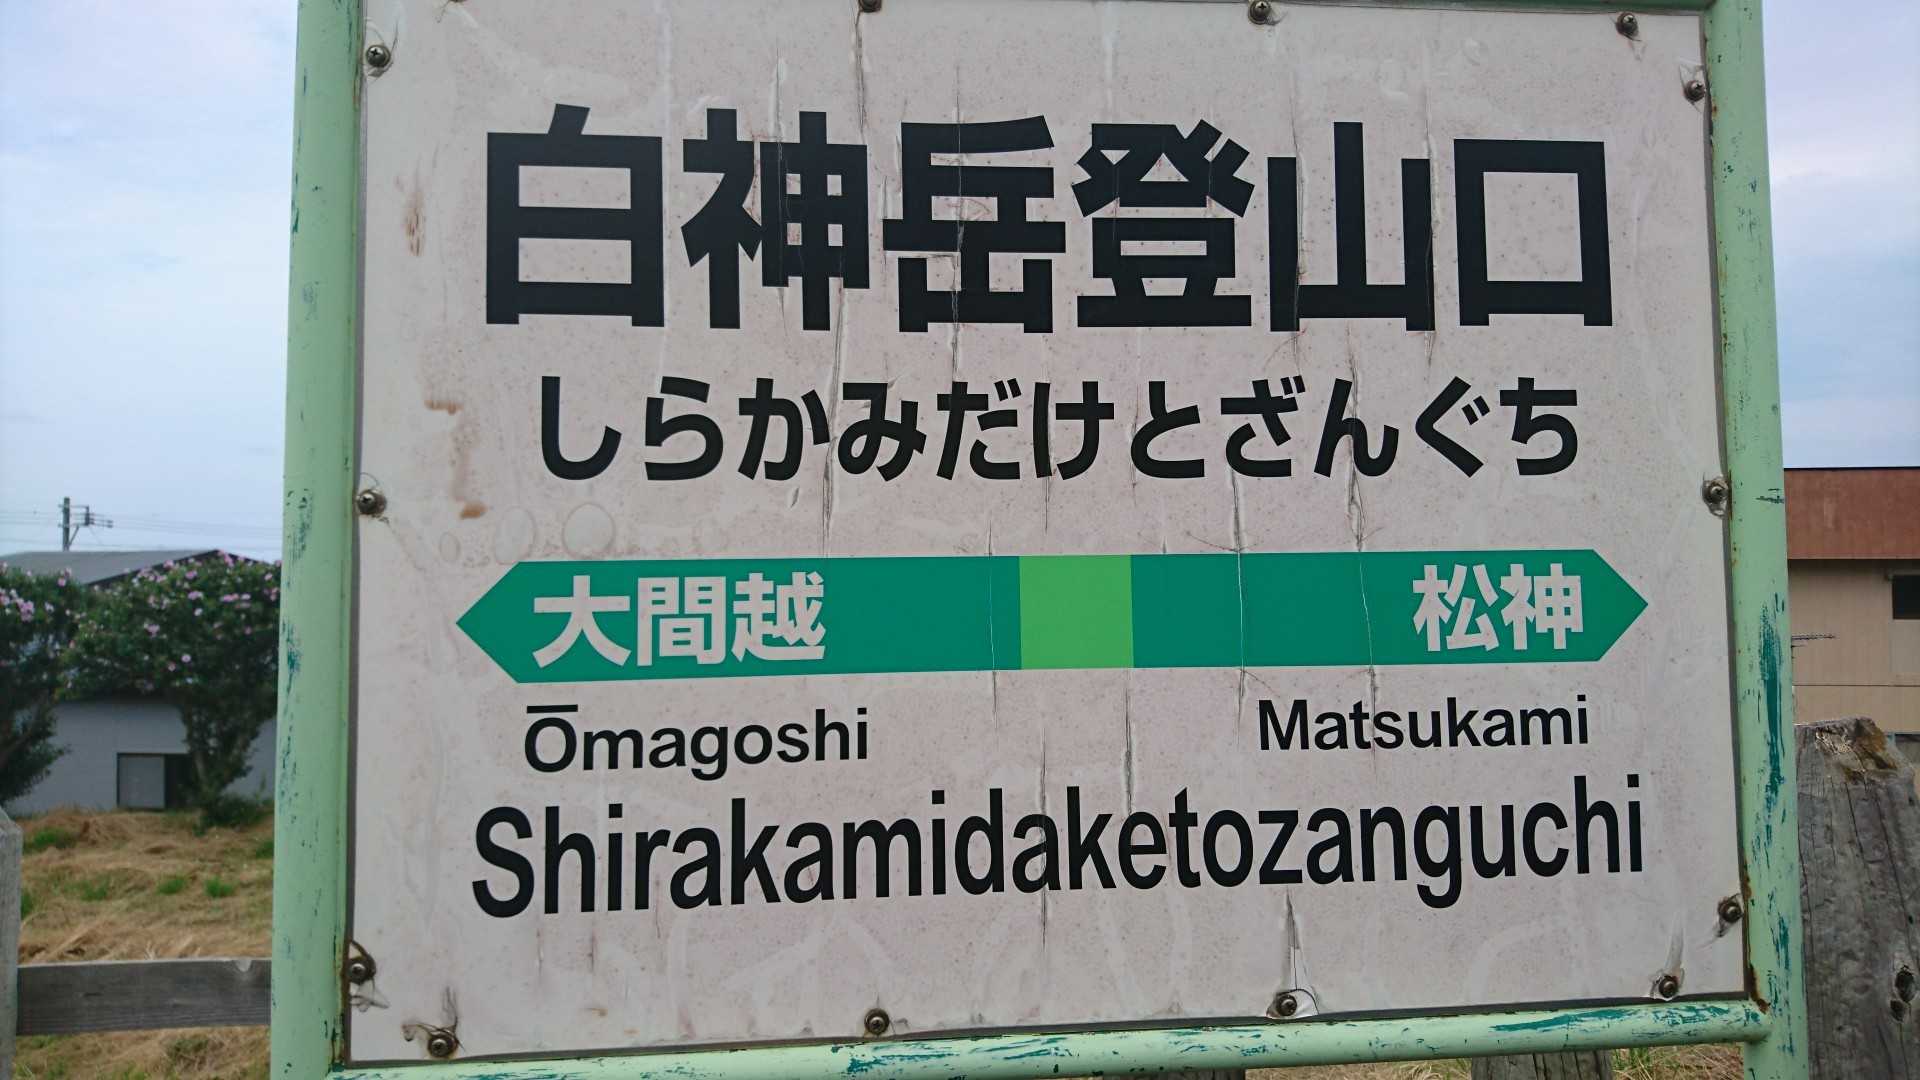 白神岳登山口
しらかみだけとざんぐち
大間越 松神
Ōmagoshi Matsukami
Shirakamidaketozanguchi